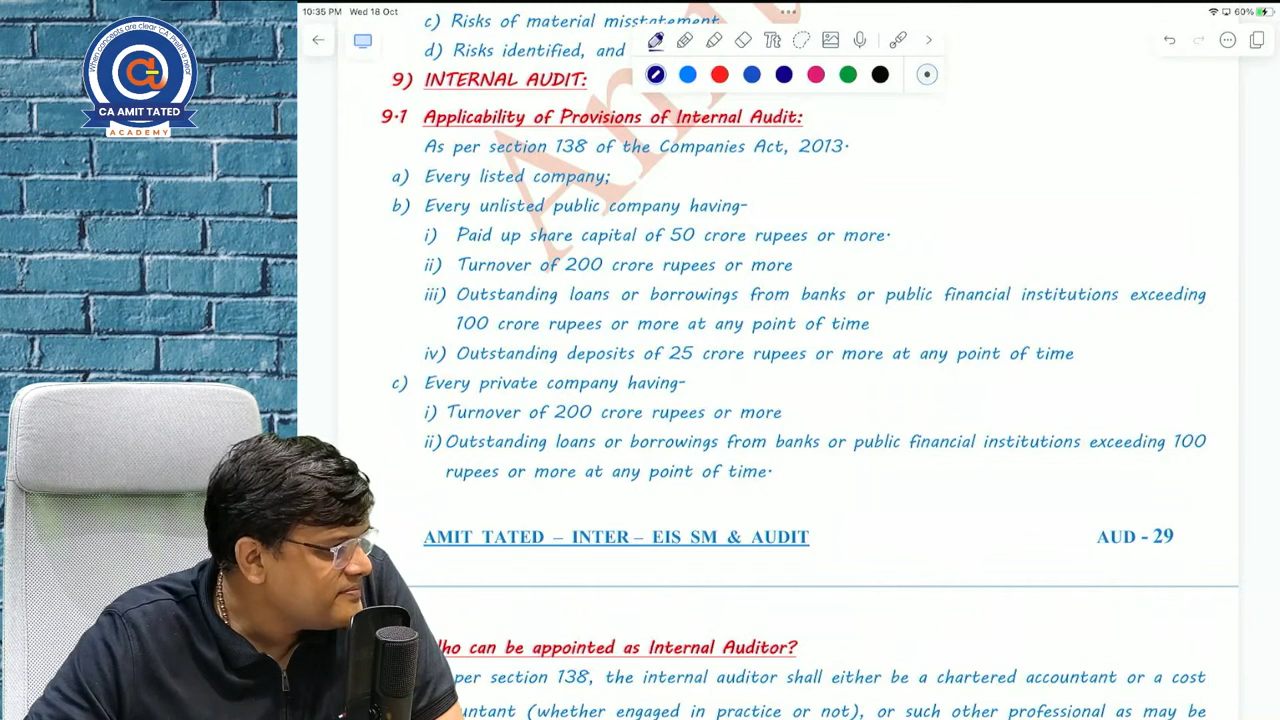 10:35 PM Wed 18 Oct
60%
When concepts are clear CA Prefix is near
CA AMIT TATED
ACADEMY
c) Risks of material misstatement
d) Risks identified, and
Tt
9) INTERNAL AUDIT:
9.1 Applicability of Provisions of Internal Audit:
As per section 138 of the Companies Act, 2013.
a) Every listed company;
b) Every unlisted public company having-
i) Paid up share capital of 50 crore rupees or more.
ii) Turnover of 200 crore rupees or more
iii) Outstanding loans or borrowings from banks or public financial institutions exceeding
100 crore rupees or more at any point of time
iv) Outstanding deposits of 25 crore rupees or more at any point of time
c) Every private company having-
i) Turnover of 200 crore rupees or more
ii) Outstanding loans or borrowings from banks or public financial institutions exceeding 100
rupees or more at any point of time.
AMIT TATED – INTER – EIS SM & AUDIT
AUD - 29
can be appointed as Internal Auditor?
per section 138, the internal auditor shall either be a chartered accountant or a cost
(whether engaged in practice or not), or such other professional as may be